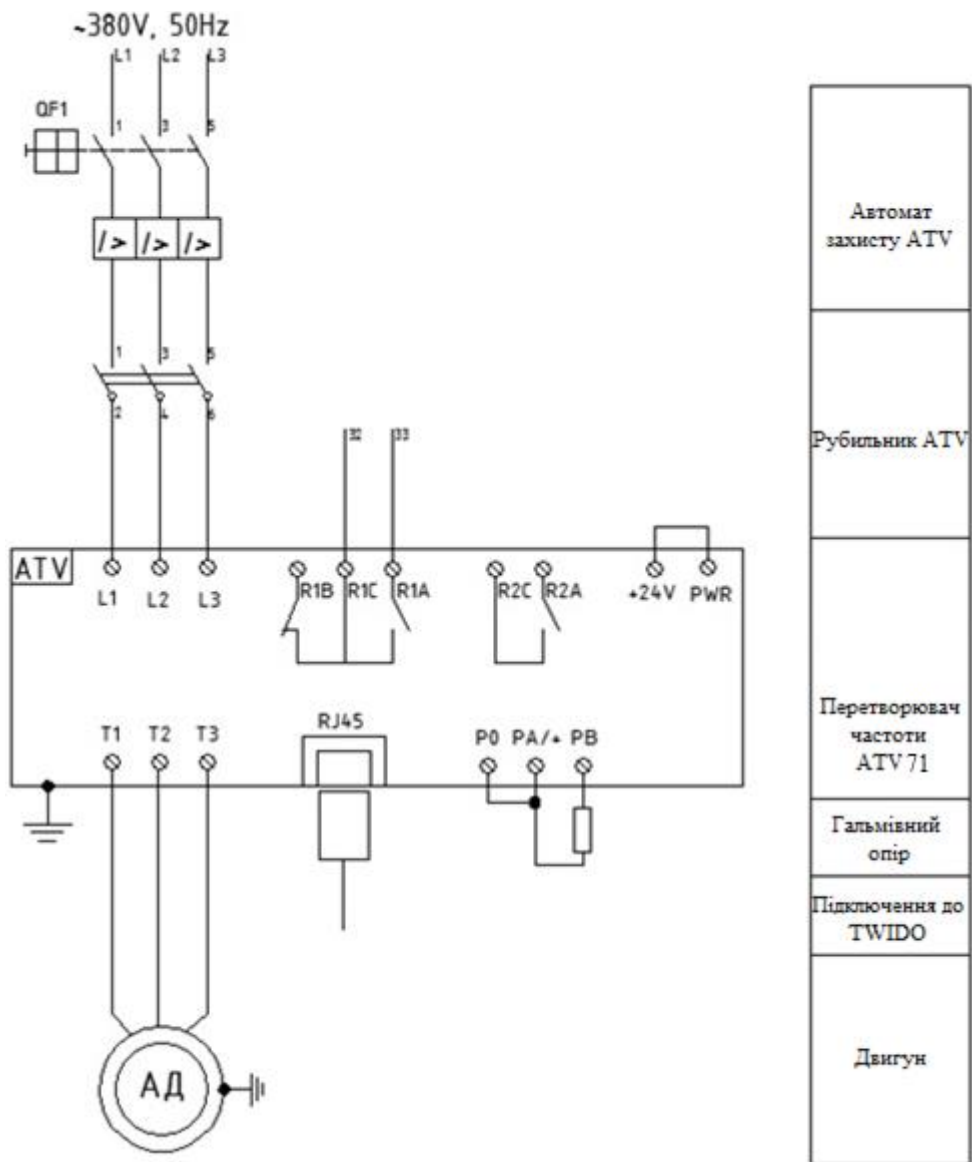 ~380V, 50Hz
L1 L2 L3
QF1
1 3 5
/> /> />
1 3 5
2 4 6
32 33
ATV
L1 L2 L3
R1B R1C R1A
R2C R2A
+24V PWR
T1 T2 T3
RJ45
P0 PA/+ PB
АД
Автомат
захисту ATV
Рубильник ATV
Перетворювач
частоти
ATV 71
Гальмівний
опір
Підключення до
TWIDO
Двигун